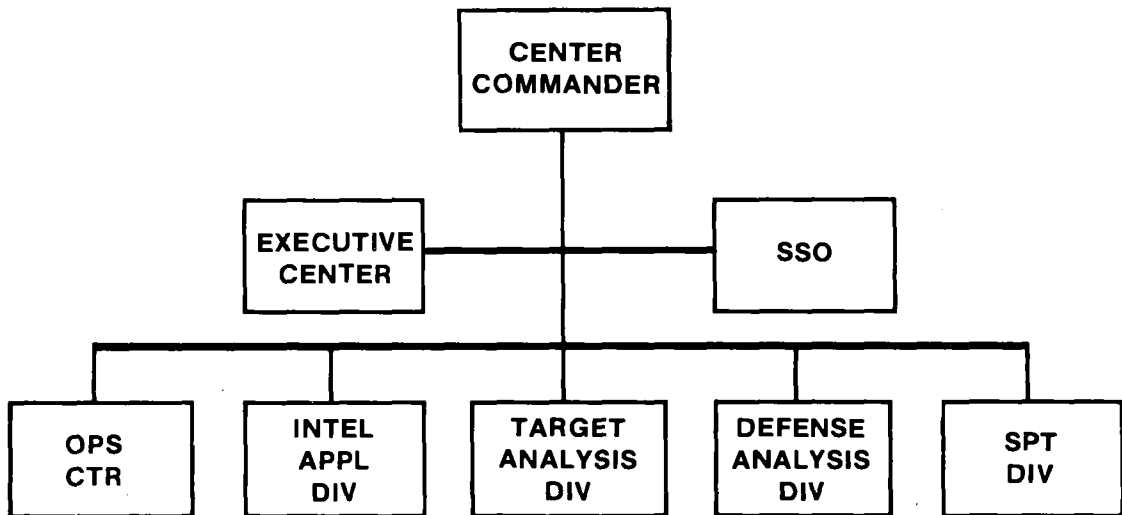 CENTER
COMMANDER
EXECUTIVE
CENTER
SSO
OPS
CTR
INTEL
APPL
DIV
TARGET
ANALYSIS
DIV
DEFENSE
ANALYSIS
DIV
SPT
DIV